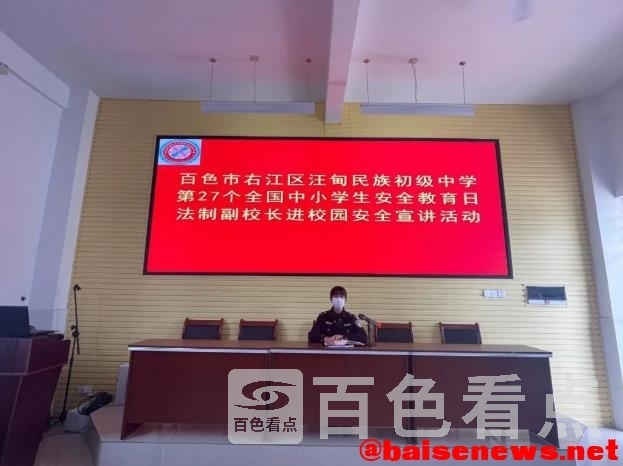 百色市右江区汪甸民族初级中学
第27个全国中小学生安全教育日
法制副校长进校园安全宣讲活动
百色看点
百色看点
@baisenews.net